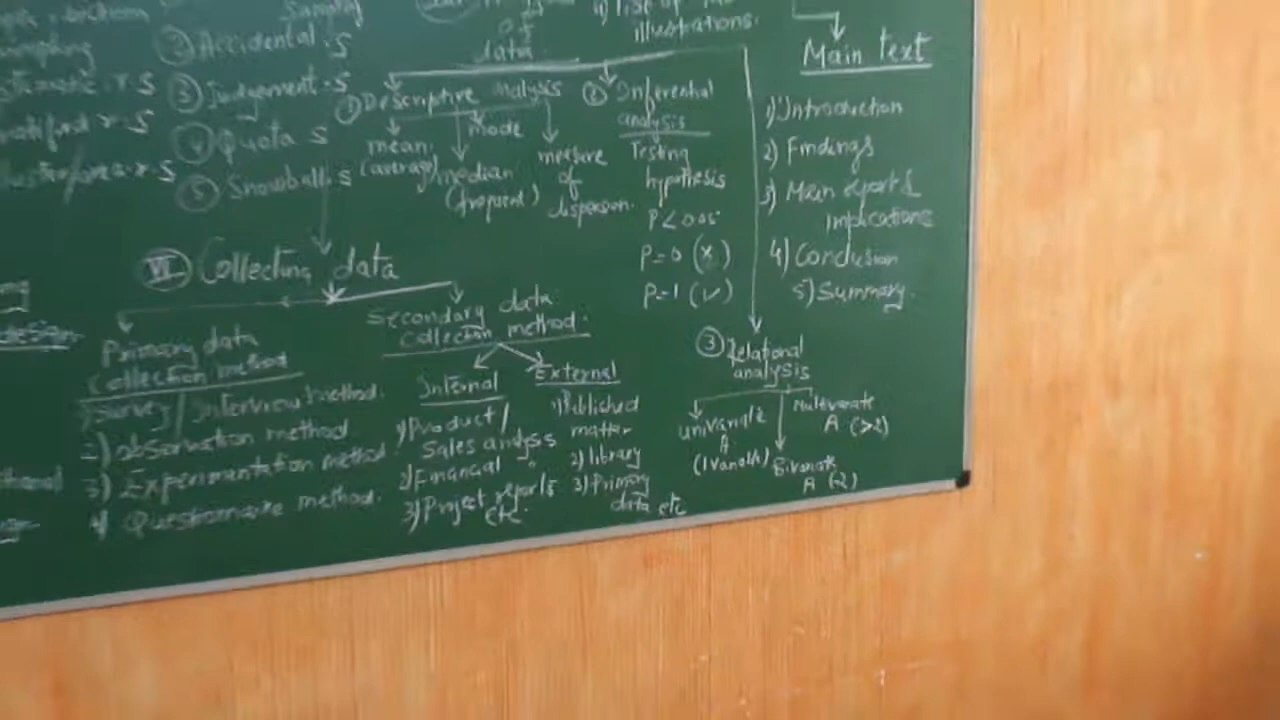 Sampling
② Accidental . S
③ Judgement . S
④ Quota S
⑤ Snowball . S
r S
r S
r . S
data
① Descriptive analysis
mean (average)
median (frequent)
mode
measure of dispersion.
② Inferential analysis
Testing hypothesis
P < 0.05
P = 0 (x)
P = 1 (✓)
illustrations.
Main text
1) Introduction
2) Findings
3) Main report & implications
4) Conclusion
5) Summary
VII Collecting data
Primary data
collection method
1) Survey / Interview method.
2) observation method
3) Experimentation method.
4) Questionnaire method.
Secondary data
collection method.
Internal
1) Product /
Sales analysis
2) Financial "
3) Project reports
etc.
External
1) Published
matter
2) library
3) Primary
data etc
③ Relational
analysis
univariate
A
(1 variable)
Bivariate
A (2)
Multivariate
A (>2)